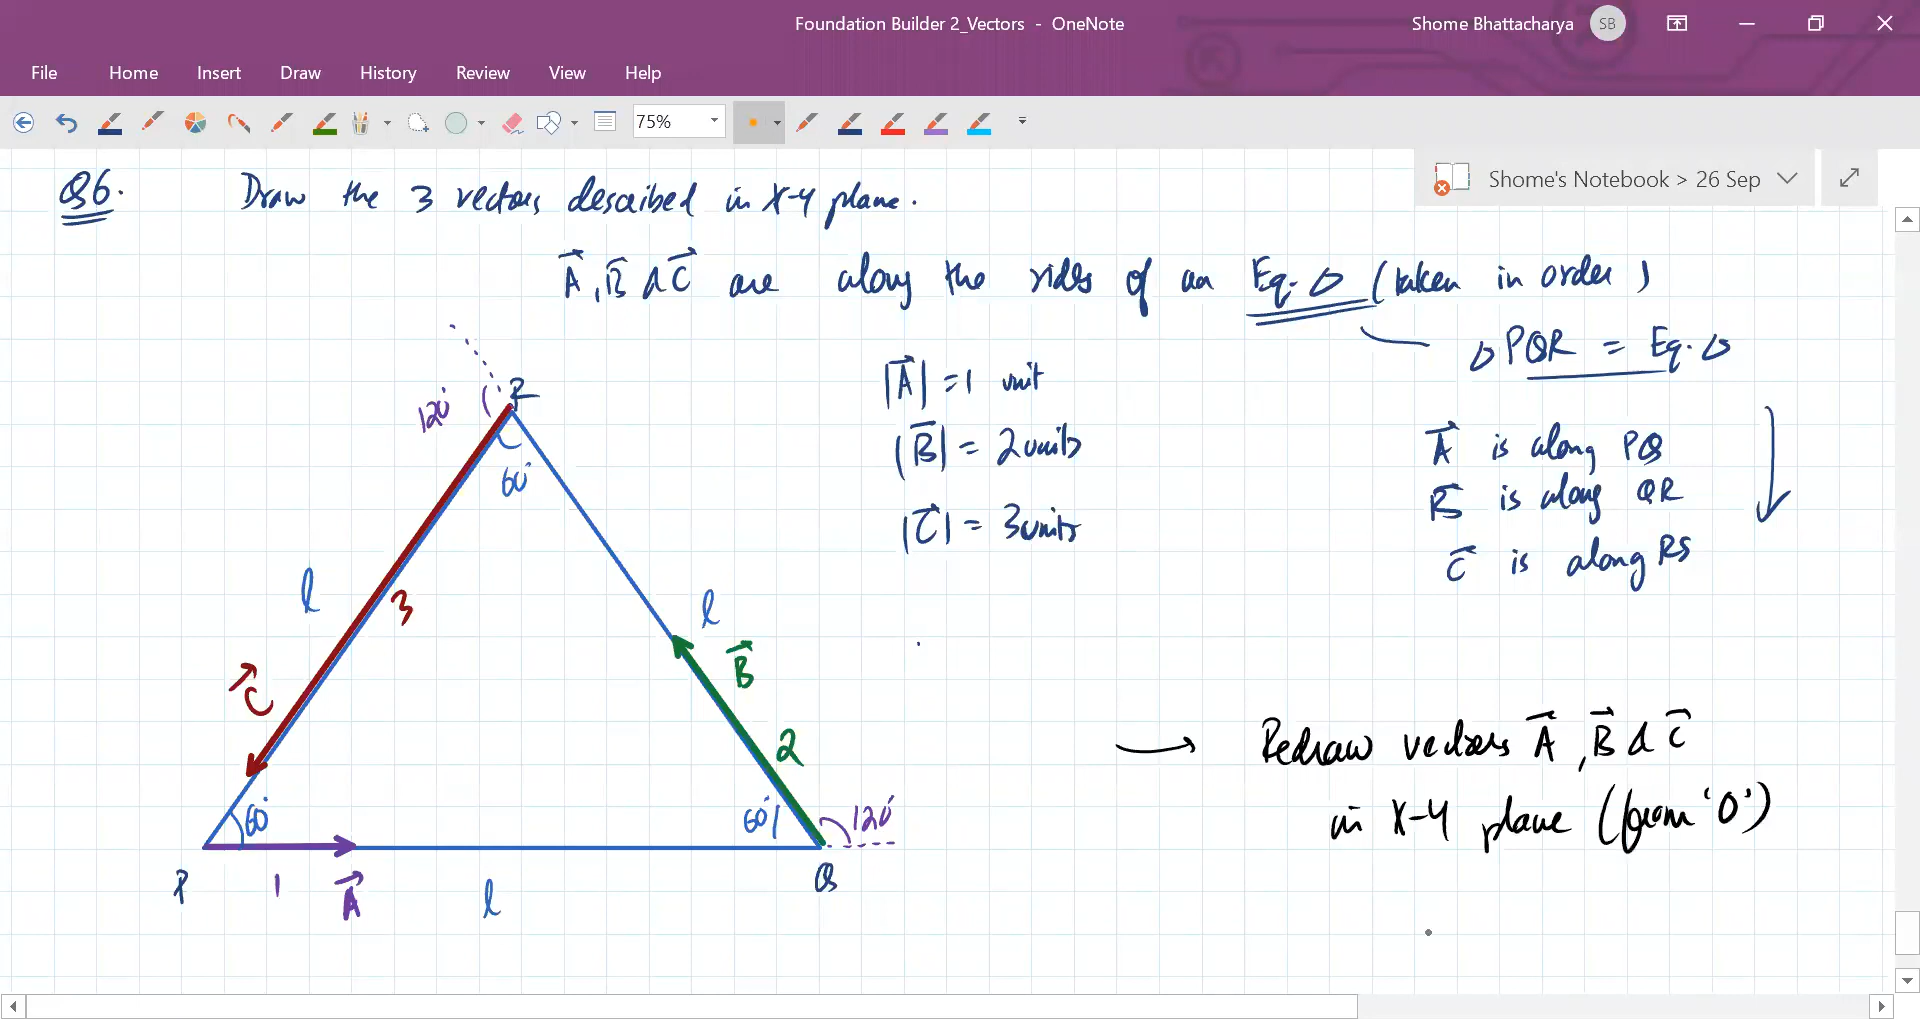 Foundation Builder 2_Vectors - OneNote
Shome Bhattacharya SB
File Home Insert Draw History Review View Help
75%
Shome's Notebook > 26 Sep
Q6. Draw the 3 vectors described in X-Y plane.
A, B & C are along the sides of an Eq. Δ (taken in order)
Δ PQR = Eq. Δ
|A| = 1 unit
|B| = 2 units
|C| = 3 units
A is along PQ
B is along QR
C is along RS
R
120°
60°
l
3
l
B
C
2
60°
60°
120°
P
1
A
l
Q
Redraw vectors A, B & C
in X-Y plane (from 'O')